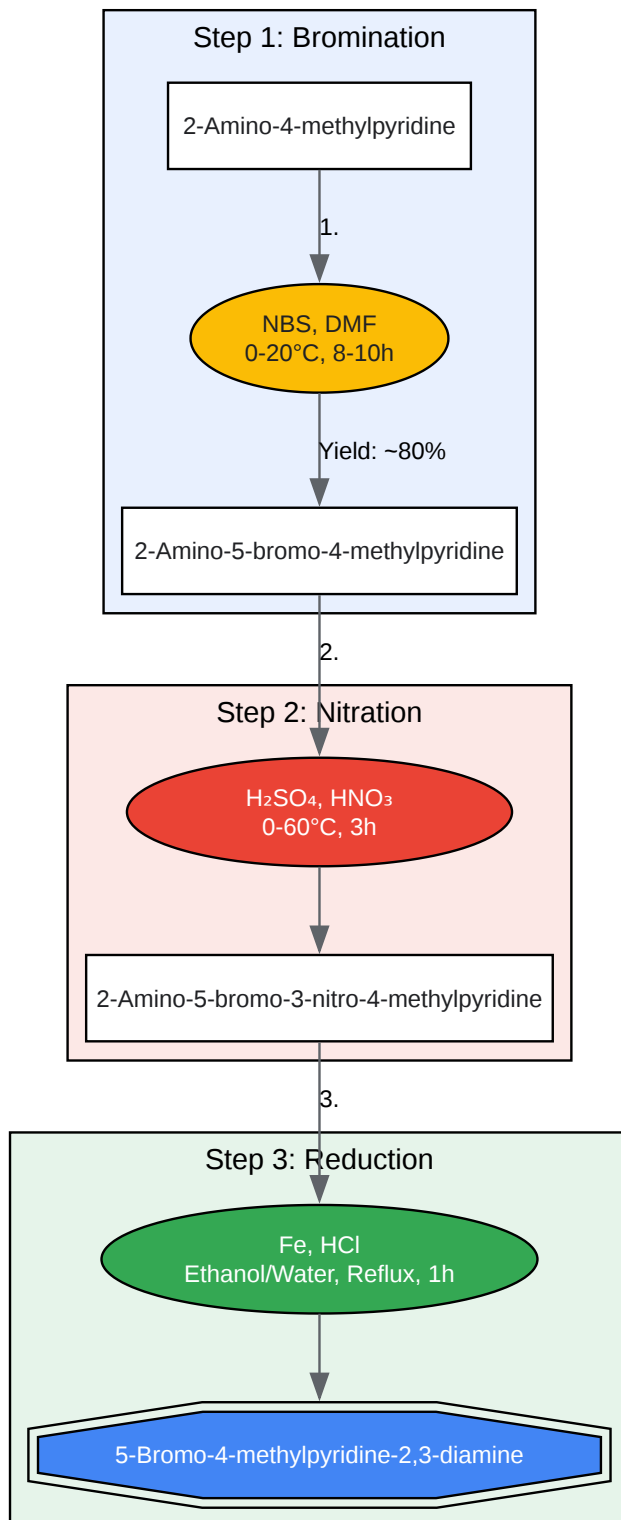 Step 1: Bromination
2-Amino-4-methylpyridine
1.
NBS, DMF
0-20°C, 8-10h
Yield: ~80%
2-Amino-5-bromo-4-methylpyridine
2.
Step 2: Nitration
H₂SO₄, HNO₃
0-60°C, 3h
2-Amino-5-bromo-3-nitro-4-methylpyridine
3.
Step 3: Reduction
Fe, HCl
Ethanol/Water, Reflux, 1h
5-Bromo-4-methylpyridine-2,3-diamine